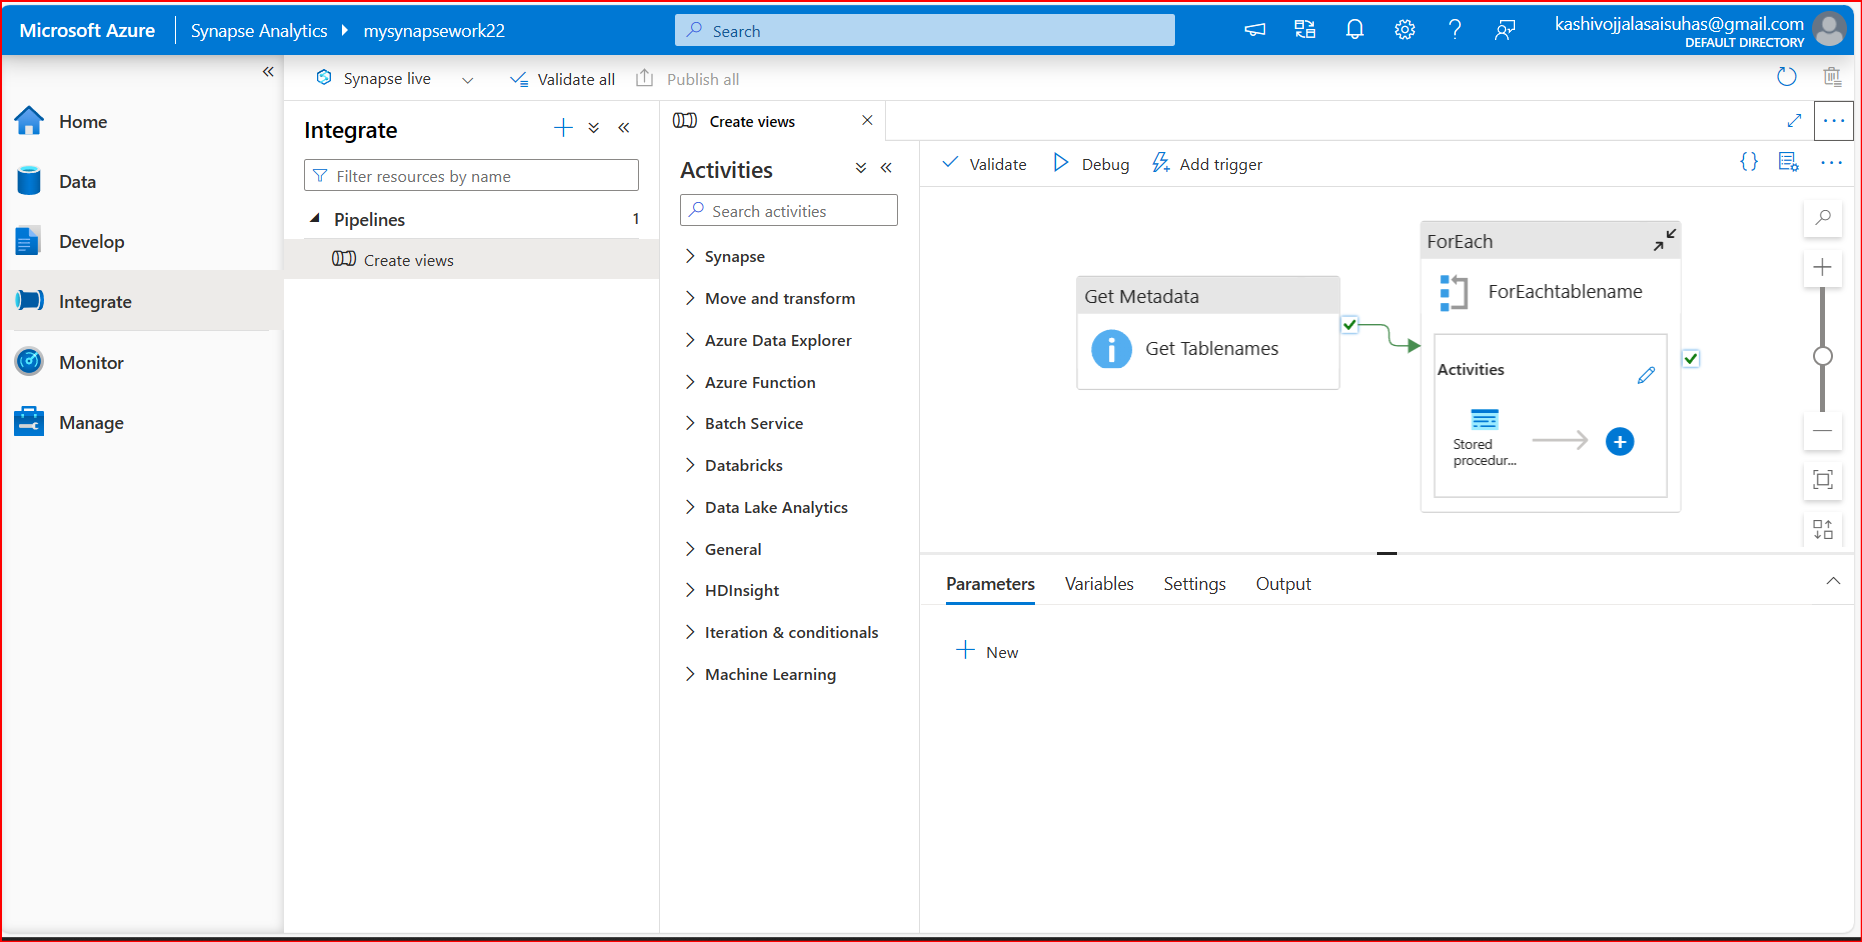 Microsoft Azure
Synapse Analytics
mysynapsework22
Search
kashivojjalasaisuhas@gmail.com
DEFAULT DIRECTORY
Synapse live
Validate all
Publish all
Home
Data
Develop
Integrate
Monitor
Manage
Integrate
Filter resources by name
Pipelines
1
Create views
Create views
Activities
Search activities
Synapse
Move and transform
Azure Data Explorer
Azure Function
Batch Service
Databricks
Data Lake Analytics
General
HDInsight
Iteration & conditionals
Machine Learning
Validate
Debug
Add trigger
Get Metadata
Get Tablenames
ForEach
ForEachtablename
Activities
Stored
procedur...
Parameters
Variables
Settings
Output
New